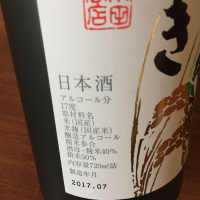 き
日本酒
アルコール分
17度
原材料名
米(国産)
米麹(国産米)
醸造アルコール
精米歩合
酒母・麹米40%
掛米50%
内容量720ml詰
製造年月
2017.07